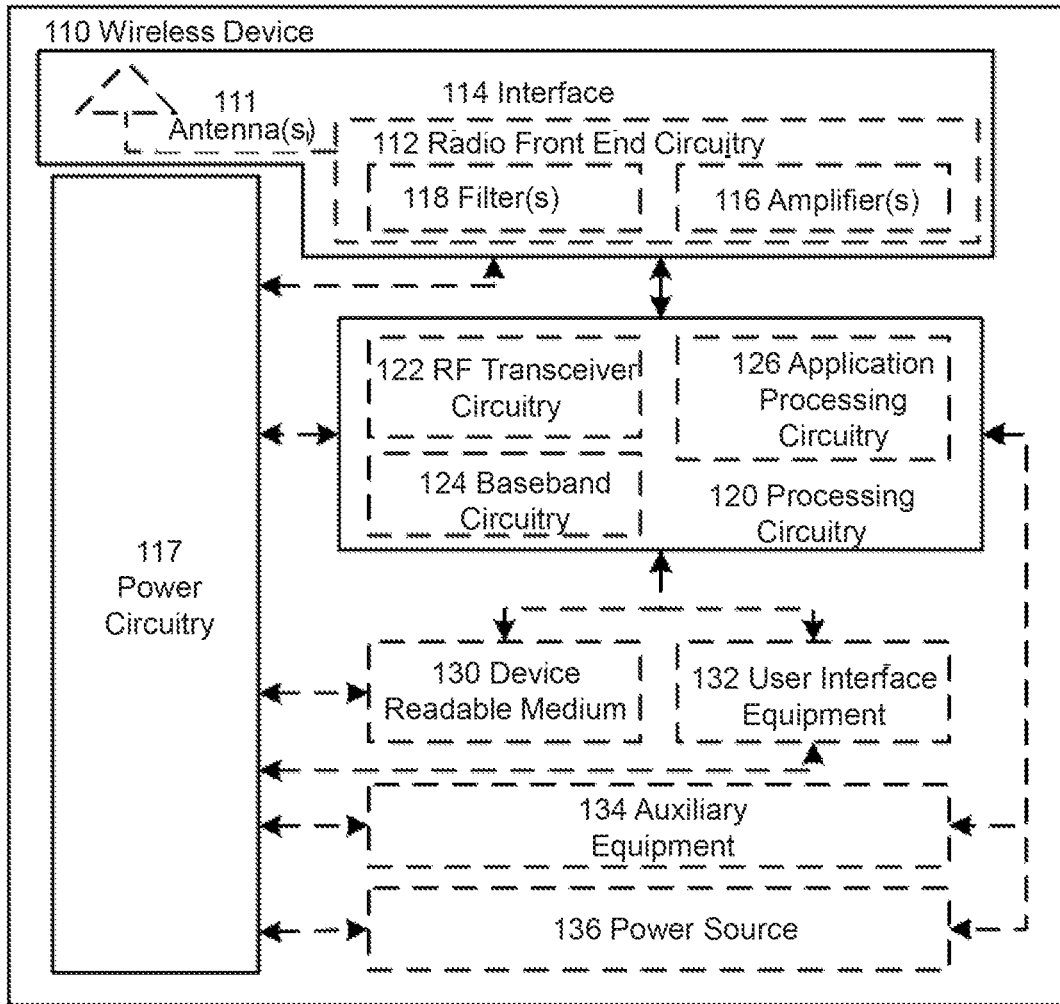 110 Wireless Device
111
Antenna(s)
114 Interface
112 Radio Front End Circuitry
118 Filter(s)
116 Amplifier(s)
122 RF Transceiver
Circuitry
126 Application
Processing
Circuitry
124 Baseband
Circuitry
120 Processing
Circuitry
117
Power
Circuitry
130 Device
Readable Medium
132 User Interface
Equipment
134 Auxiliary
Equipment
136 Power Source